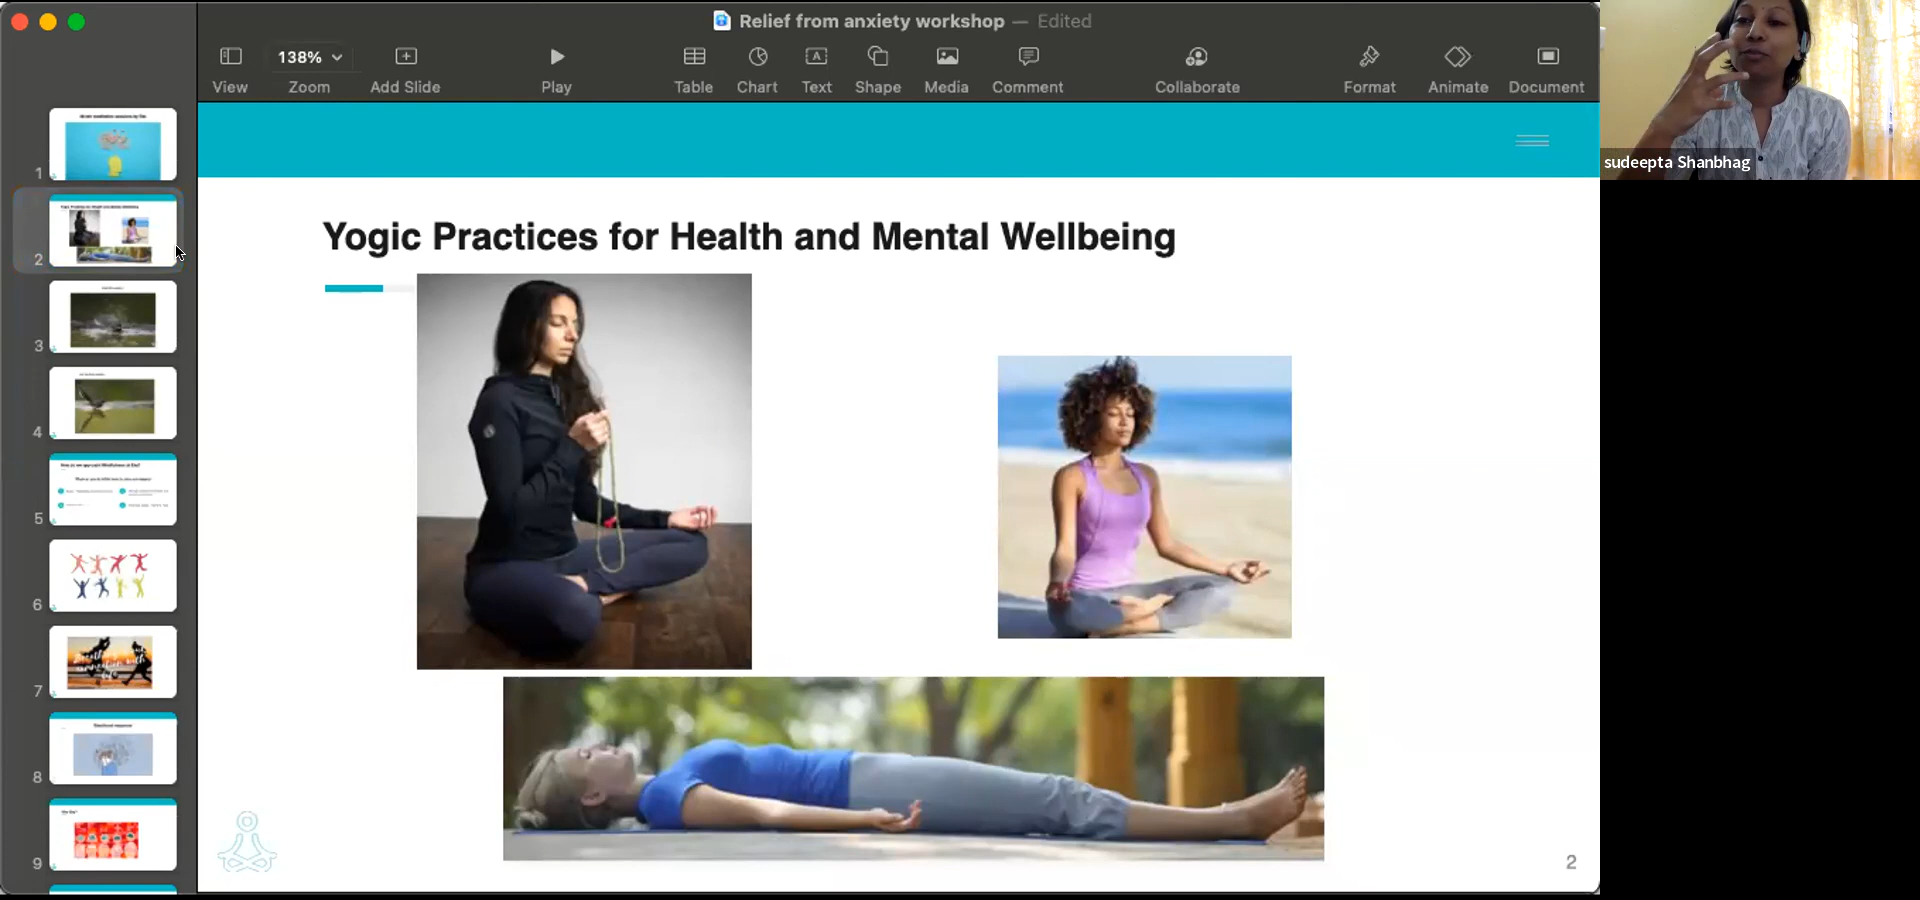 Relief from anxiety workshop — Edited
138%
View
Zoom
Add Slide
Play
Table
Chart
Text
Shape
Media
Comment
Collaborate
Format
Animate
Document
sudeepta Shanbhag
1
2
3
4
5
6
7
8
9
Yogic Practices for Health and Mental Wellbeing
2